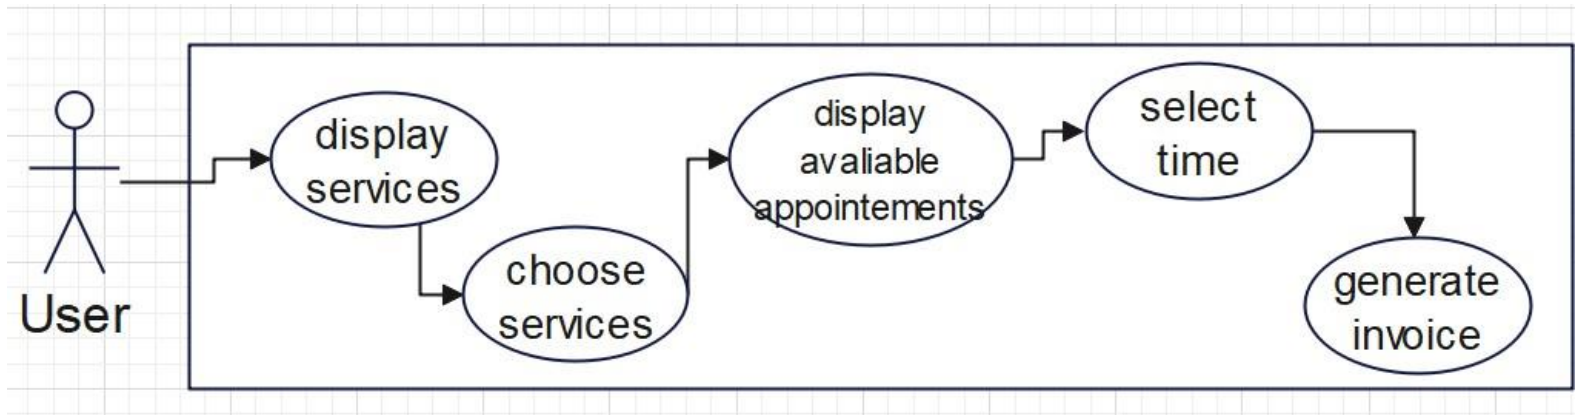 User
display
services
choose
services
display
avaliable
appointements
select
time
generate
invoice